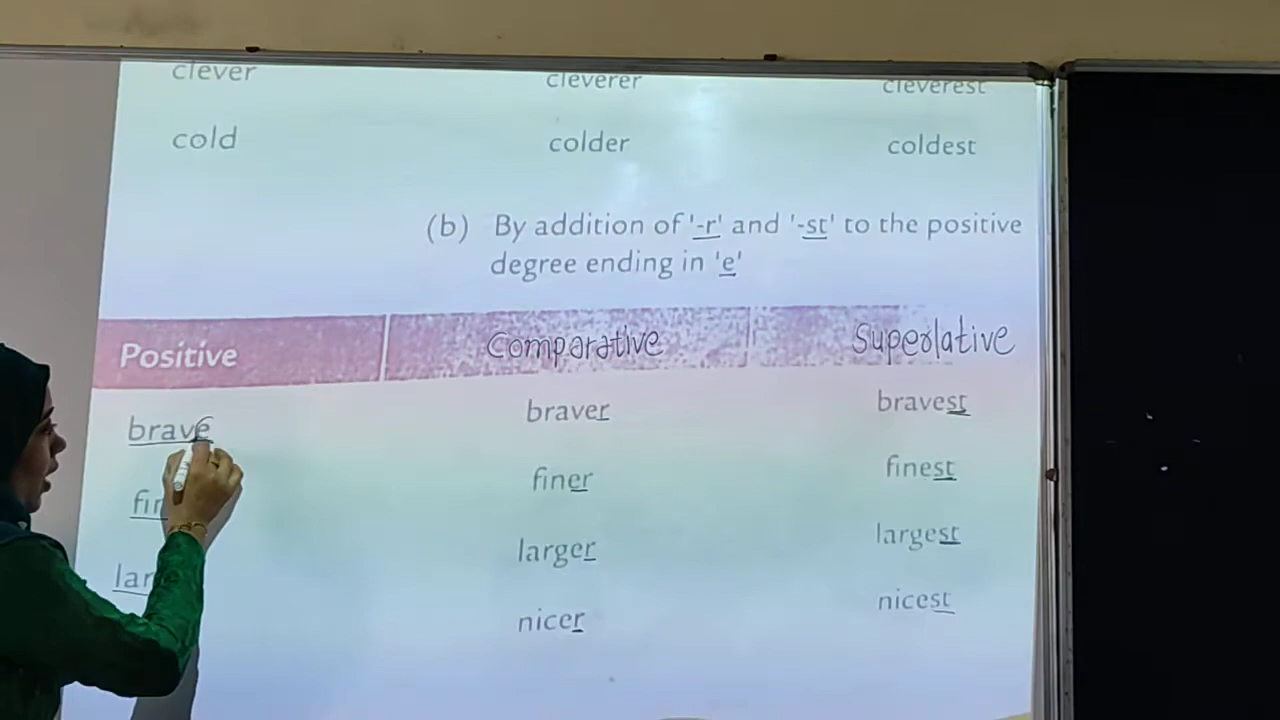 clever cleverer cleverest
cold colder coldest
(b) By addition of '-r' and '-st' to the positive
degree ending in 'e'
Positive Comparative Superlative
brave braver bravest
finer finest
larger largest
nicer nicest